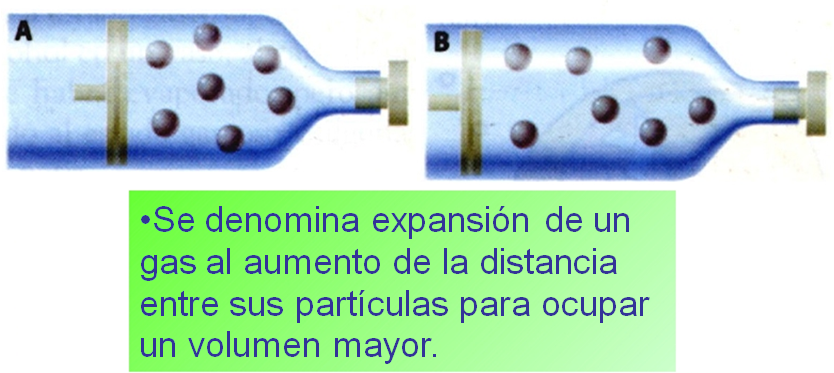 A
B
•Se denomina expansión de un
gas al aumento de la distancia
entre sus partículas para ocupar
un volumen mayor.